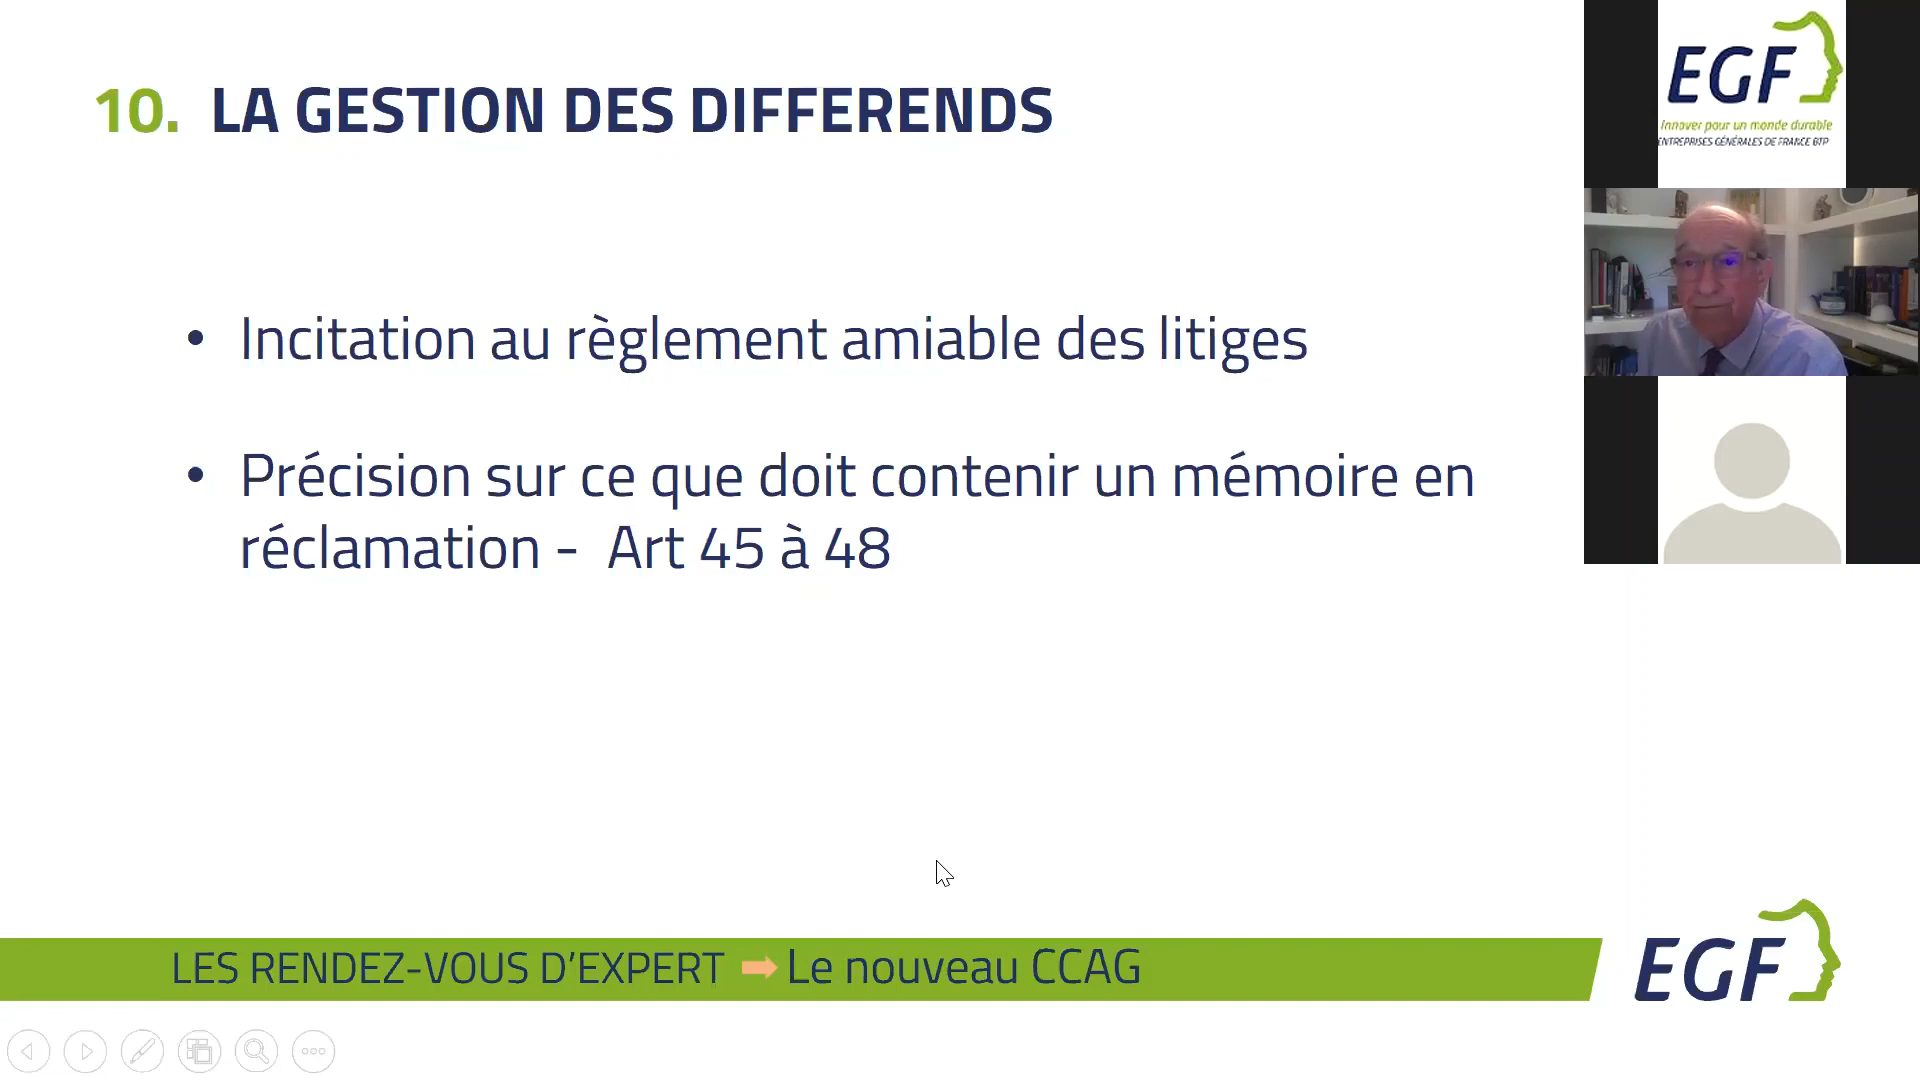 10. LA GESTION DES DIFFERENDS
• Incitation au règlement amiable des litiges
• Précision sur ce que doit contenir un mémoire en
réclamation - Art 45 à 48
LES RENDEZ-VOUS D'EXPERT ➡ Le nouveau CCAG
EGF
EGF
Innover pour un monde durable
ENTREPRISES GÉNÉRALES DE FRANCE BTP